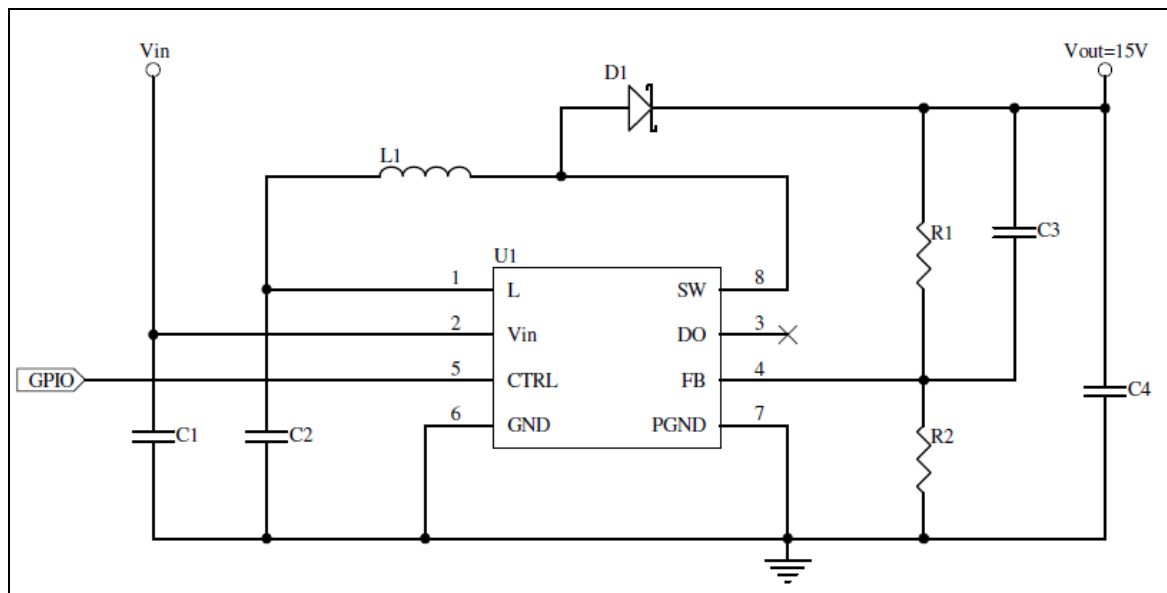 Vin
Vout=15V
D1
L1
U1
1 L SW 8
2 Vin DO 3
GPIO 5 CTRL FB 4
6 GND PGND 7
R1
C3
C1
C2
R2
C4